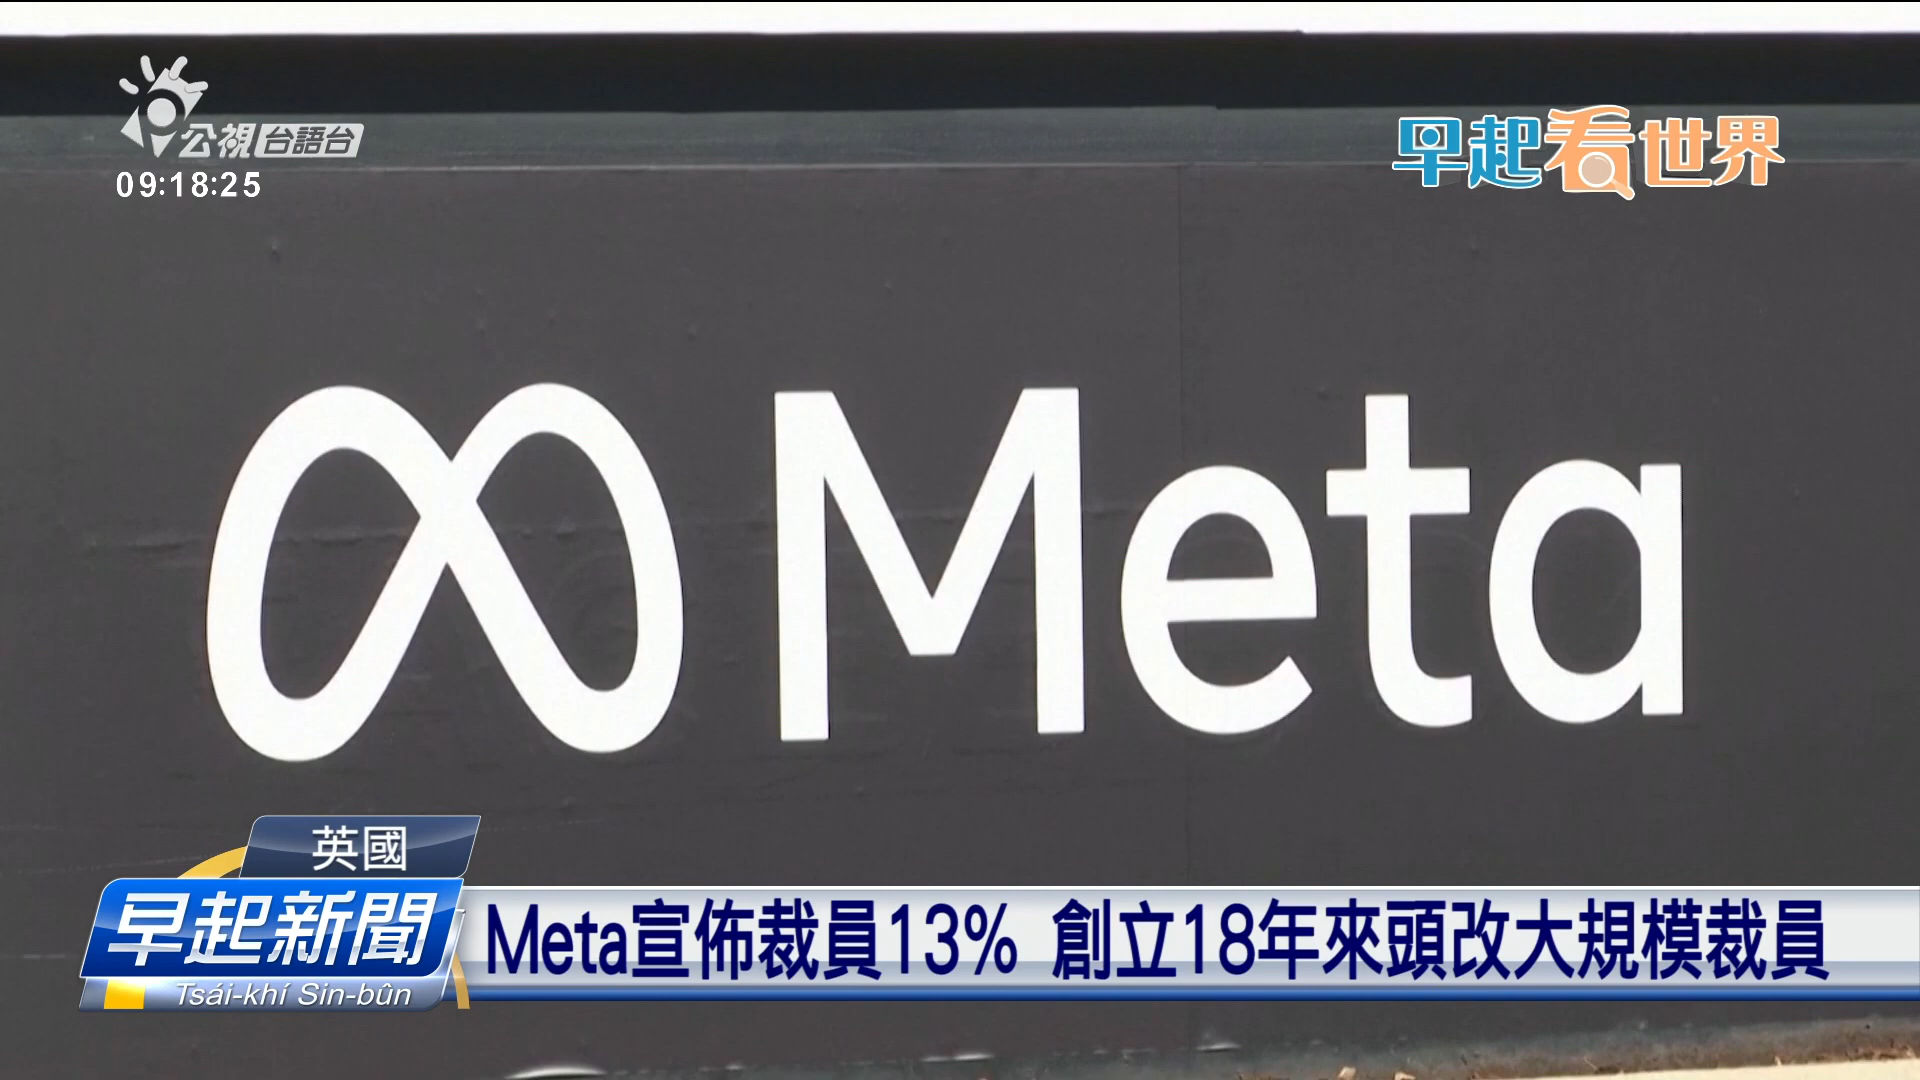 公視台語台
09:18:25
早起看世界
Meta
英國
早起新聞
Tsái-khí Sin-bûn
Meta宣佈裁員13% 創立18年來頭改大規模裁員